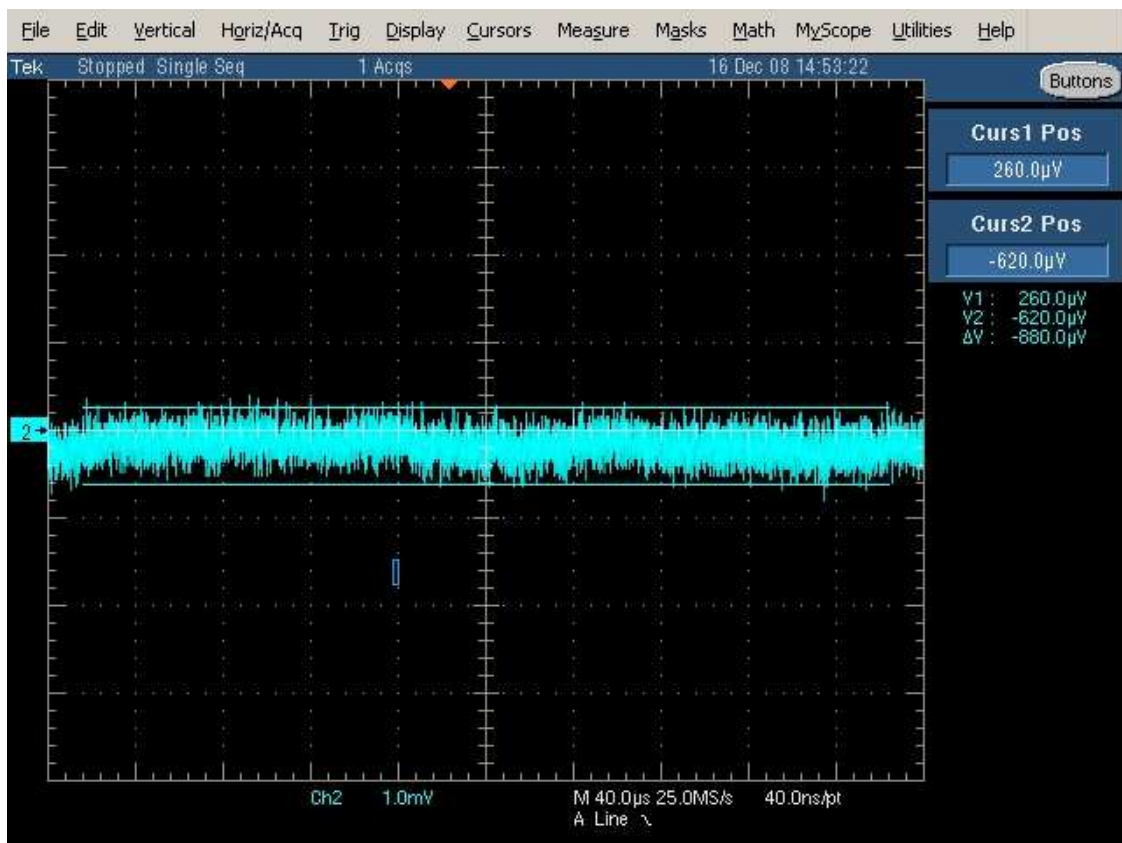 File Edit Vertical Horiz/Acq Trig Display Cursors Measure Masks Math MyScope Utilities Help
Tek Stopped Single Seq 1 Acqs 16 Dec 08 14:53:22
Buttons
Curs1 Pos
260.0µV
Curs2 Pos
-620.0µV
V1 : 260.0µV
V2 : -620.0µV
ΔV : -880.0µV
2
Ch2 1.0mV M 40.0µs 25.0MS/s 40.0ns/pt
A Line